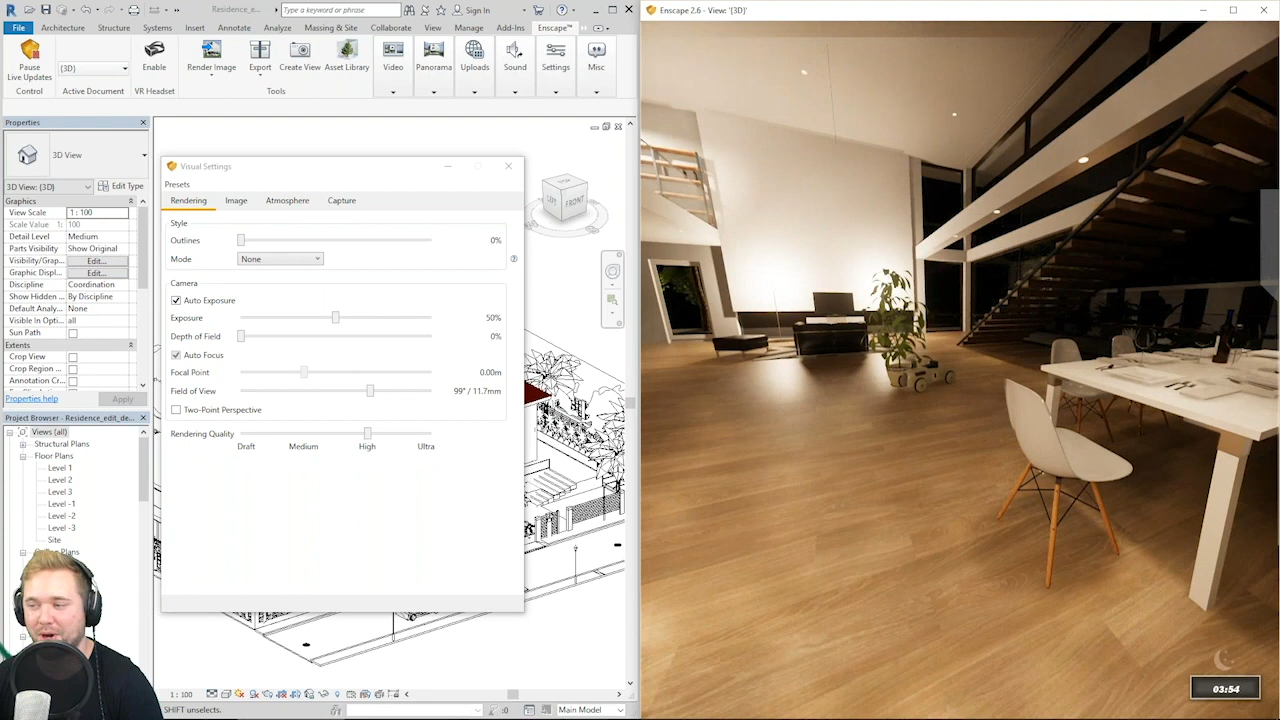 Residence_e...
Type a keyword or phrase
Sign In
Enscape 2.6 - View: '{3D}'
File Architecture Structure Systems Insert Annotate Analyze Massing & Site Collaborate View Manage Add-Ins Enscape™
Pause
Live Updates
{3D}
Enable
Render Image
Export
Create View
Asset Library
Video
Panorama
Uploads
Sound
Settings
Misc
Control
Active Document
VR Headset
Tools
Properties
3D View
3D View: {3D}
Edit Type
Graphics
View Scale 1 : 100
Scale Value 1: 100
Detail Level Medium
Parts Visibility Show Original
Visibility/Grap... Edit...
Graphic Displ... Edit...
Discipline Coordination
Show Hidden ... By Discipline
Default Analy... None
Visible In Opti... all
Sun Path
Extents
Crop View
Crop Region ...
Annotation Cr...
Properties help
Apply
Project Browser - Residence_edit_de...
Views (all)
Structural Plans
Floor Plans
Level 1
Level 2
Level 3
Level -1
Level -2
Level -3
Site
Visual Settings
Presets
Rendering Image Atmosphere Capture
Style
Outlines 0%
Mode None
Camera
Auto Exposure
Exposure 50%
Depth of Field 0%
Auto Focus
Focal Point 0.00m
Field of View 99° / 11.7mm
Two-Point Perspective
Rendering Quality
Draft Medium High Ultra
TOP
LEFT
FRONT
1 : 100
SHIFT unselects.
:0
Main Model
03:54